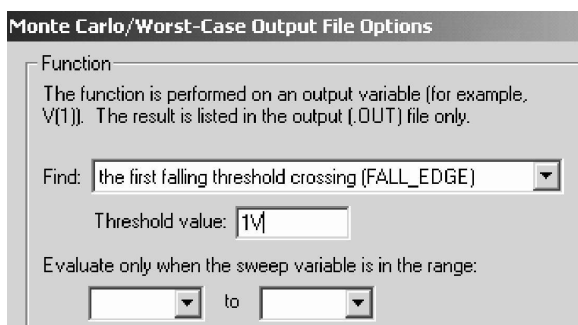 Monte Carlo/Worst-Case Output File Options
Function
The function is performed on an output variable (for example,
V(1)). The result is listed in the output (.OUT) file only.
Find: the first falling threshold crossing (FALL_EDGE)
Threshold value: 1V
Evaluate only when the sweep variable is in the range:
to